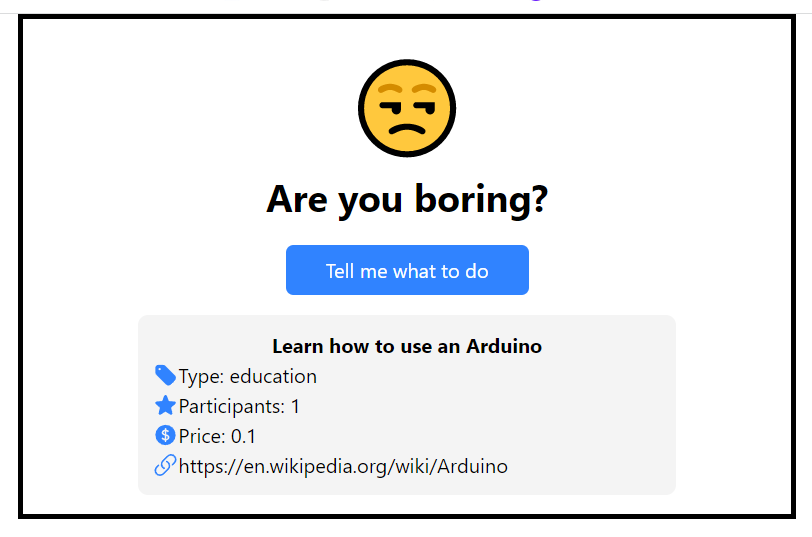 Are you boring?
Tell me what to do
Learn how to use an Arduino
Type: education
Participants: 1
Price: 0.1
https://en.wikipedia.org/wiki/Arduino